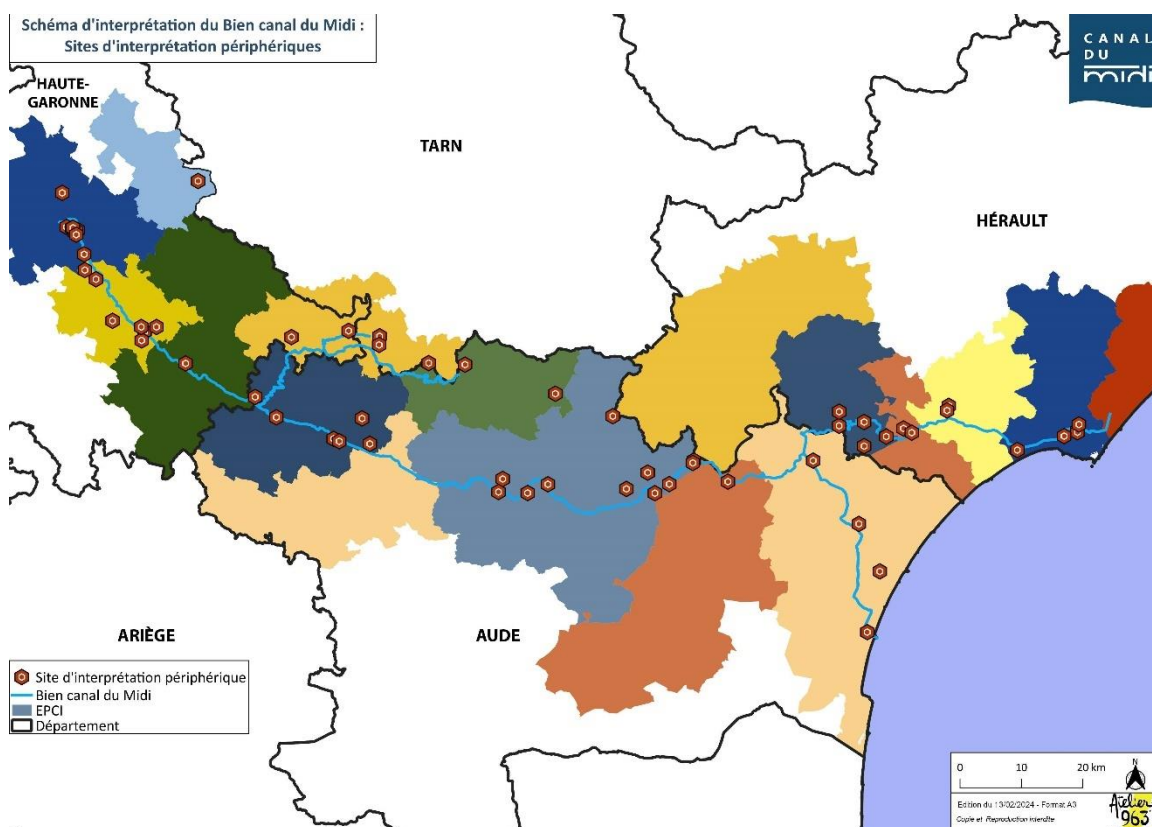 Schéma d'interprétation du Bien canal du Midi :
Sites d'interprétation périphériques
CANAL
DU
midi
HAUTE-
GARONNE
TARN
HÉRAULT
ARIÈGE
AUDE
Site d'interprétation périphérique
Bien canal du Midi
EPCI
Département
0 10 20 km
N
Edition du 13/02/2024 - Format A3
Copie et Reproduction interdite
Atelier
963